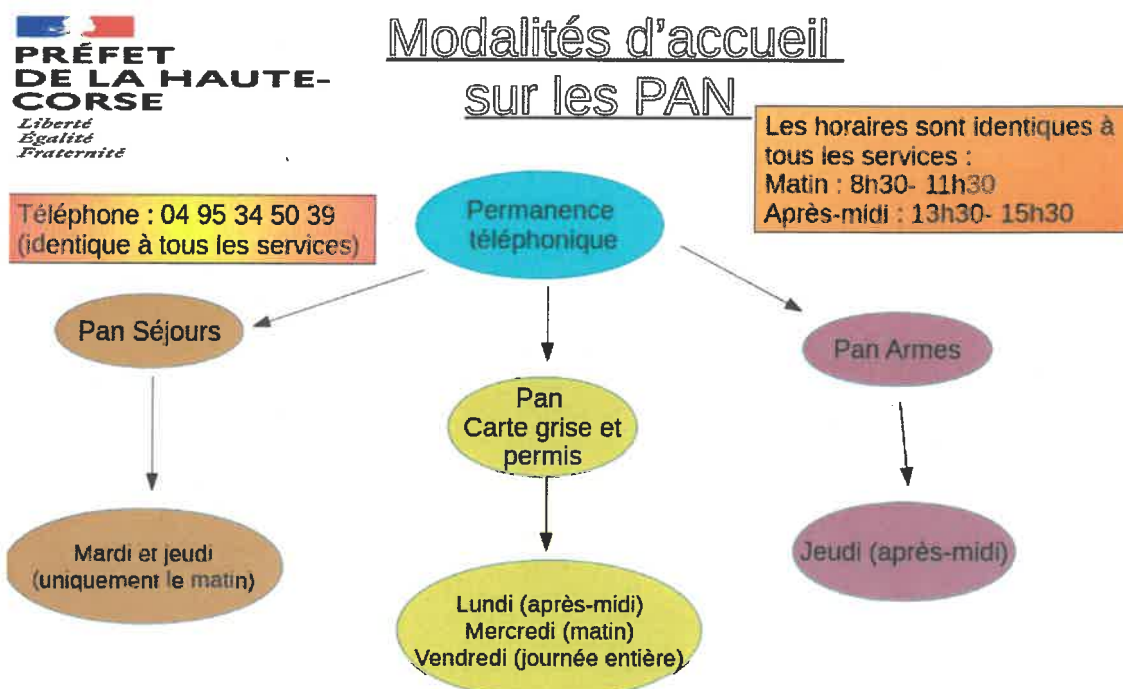 PRÉFET
DE LA HAUTE-
CORSE
Liberté
Égalité
Fraternité
Modalités d'accueil
sur les PAN
Les horaires sont identiques à
tous les services :
Matin : 8h30- 11h30
Après-midi : 13h30- 15h30
Téléphone : 04 95 34 50 39
(identique à tous les services)
Permanence
téléphonique
Pan Séjours
Pan
Carte grise et
permis
Pan Armes
Mardi et jeudi
(uniquement le matin)
Lundi (après-midi)
Mercredi (matin)
Vendredi (journée entière)
Jeudi (après-midi)